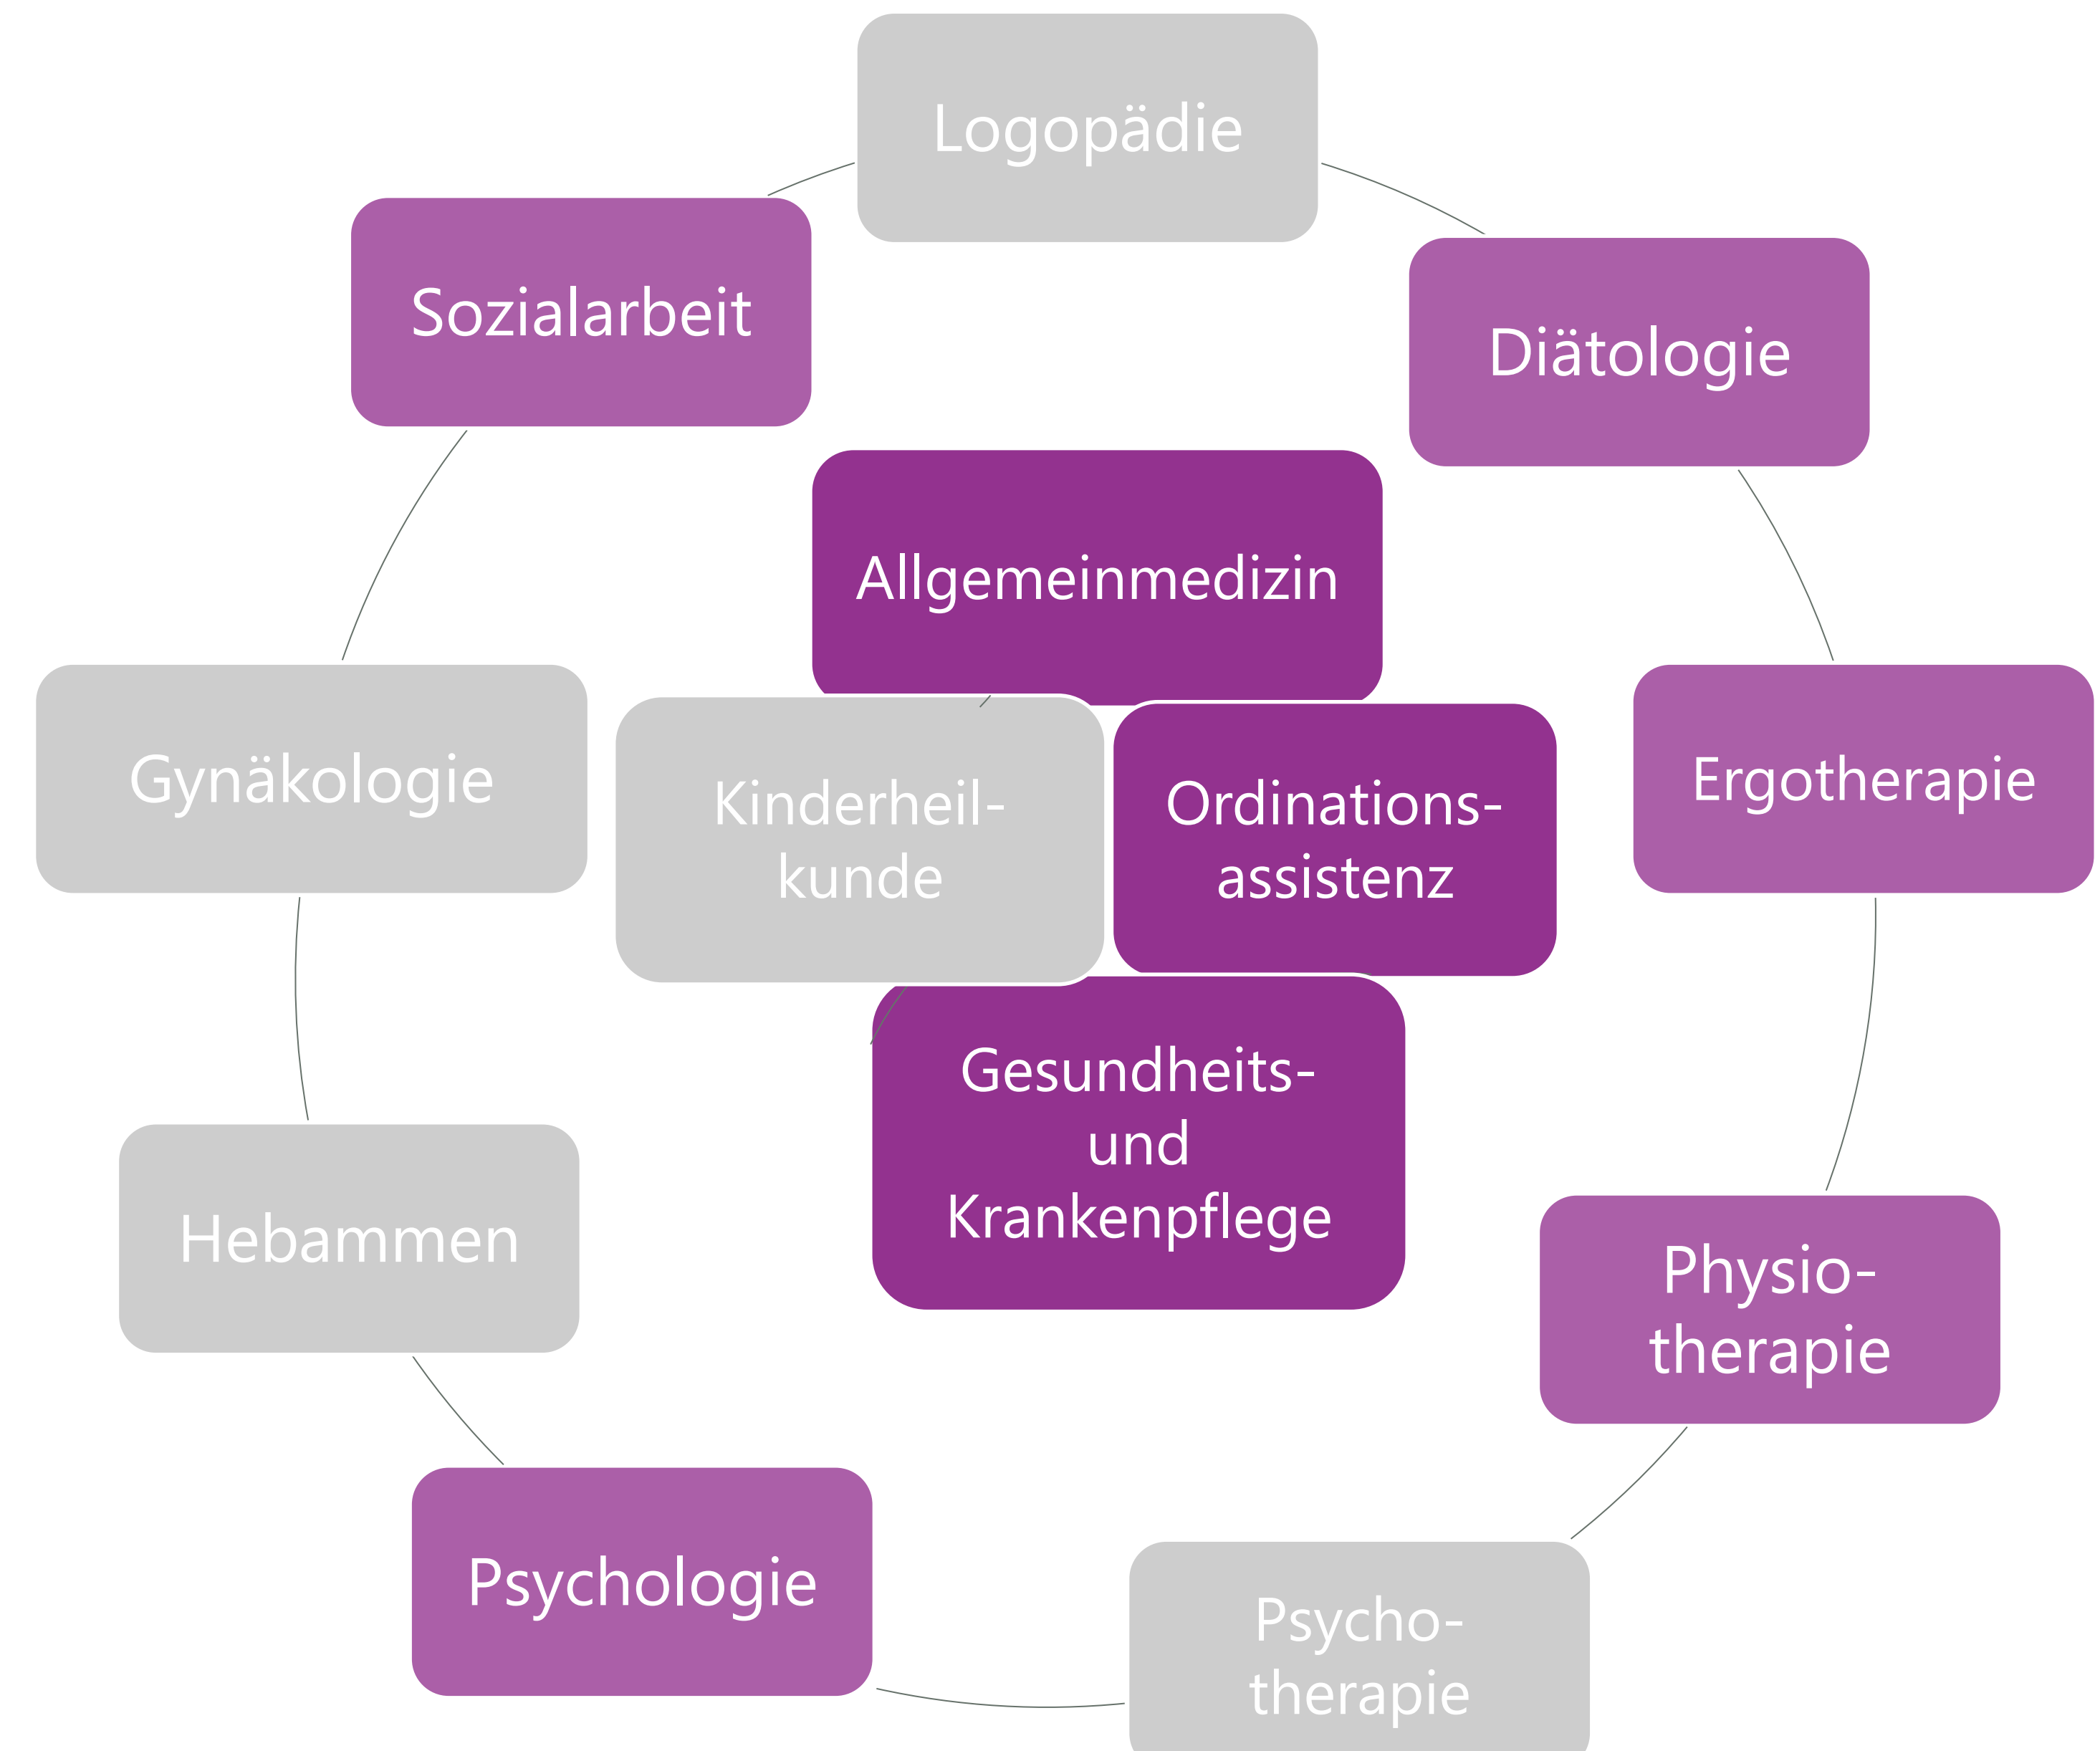 Logopädie
Sozialarbeit
Diätologie
Allgemeinmedizin
Gynäkologie
Kinderheil-
kunde
Ordinations-
assistenz
Ergotherapie
Gesundheits-
und
Krankenpflege
Hebammen
Physio-
therapie
Psychologie
Psycho-
therapie